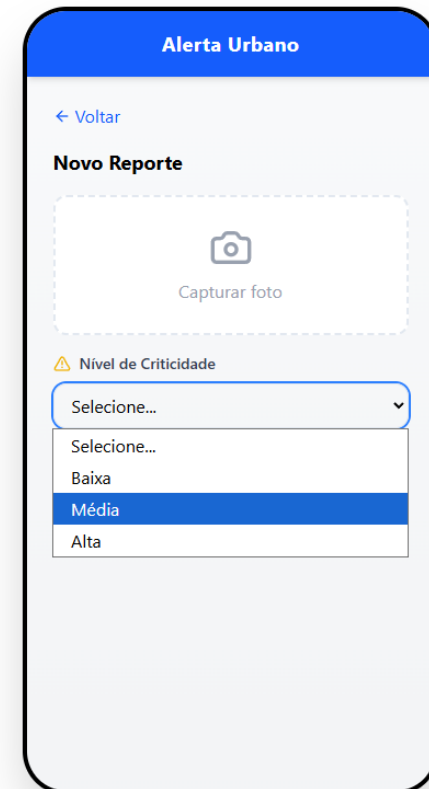 Alerta Urbano
← Voltar
Novo Reporte
Capturar foto
Nível de Criticidade
Selecione...
Selecione...
Baixa
Média
Alta